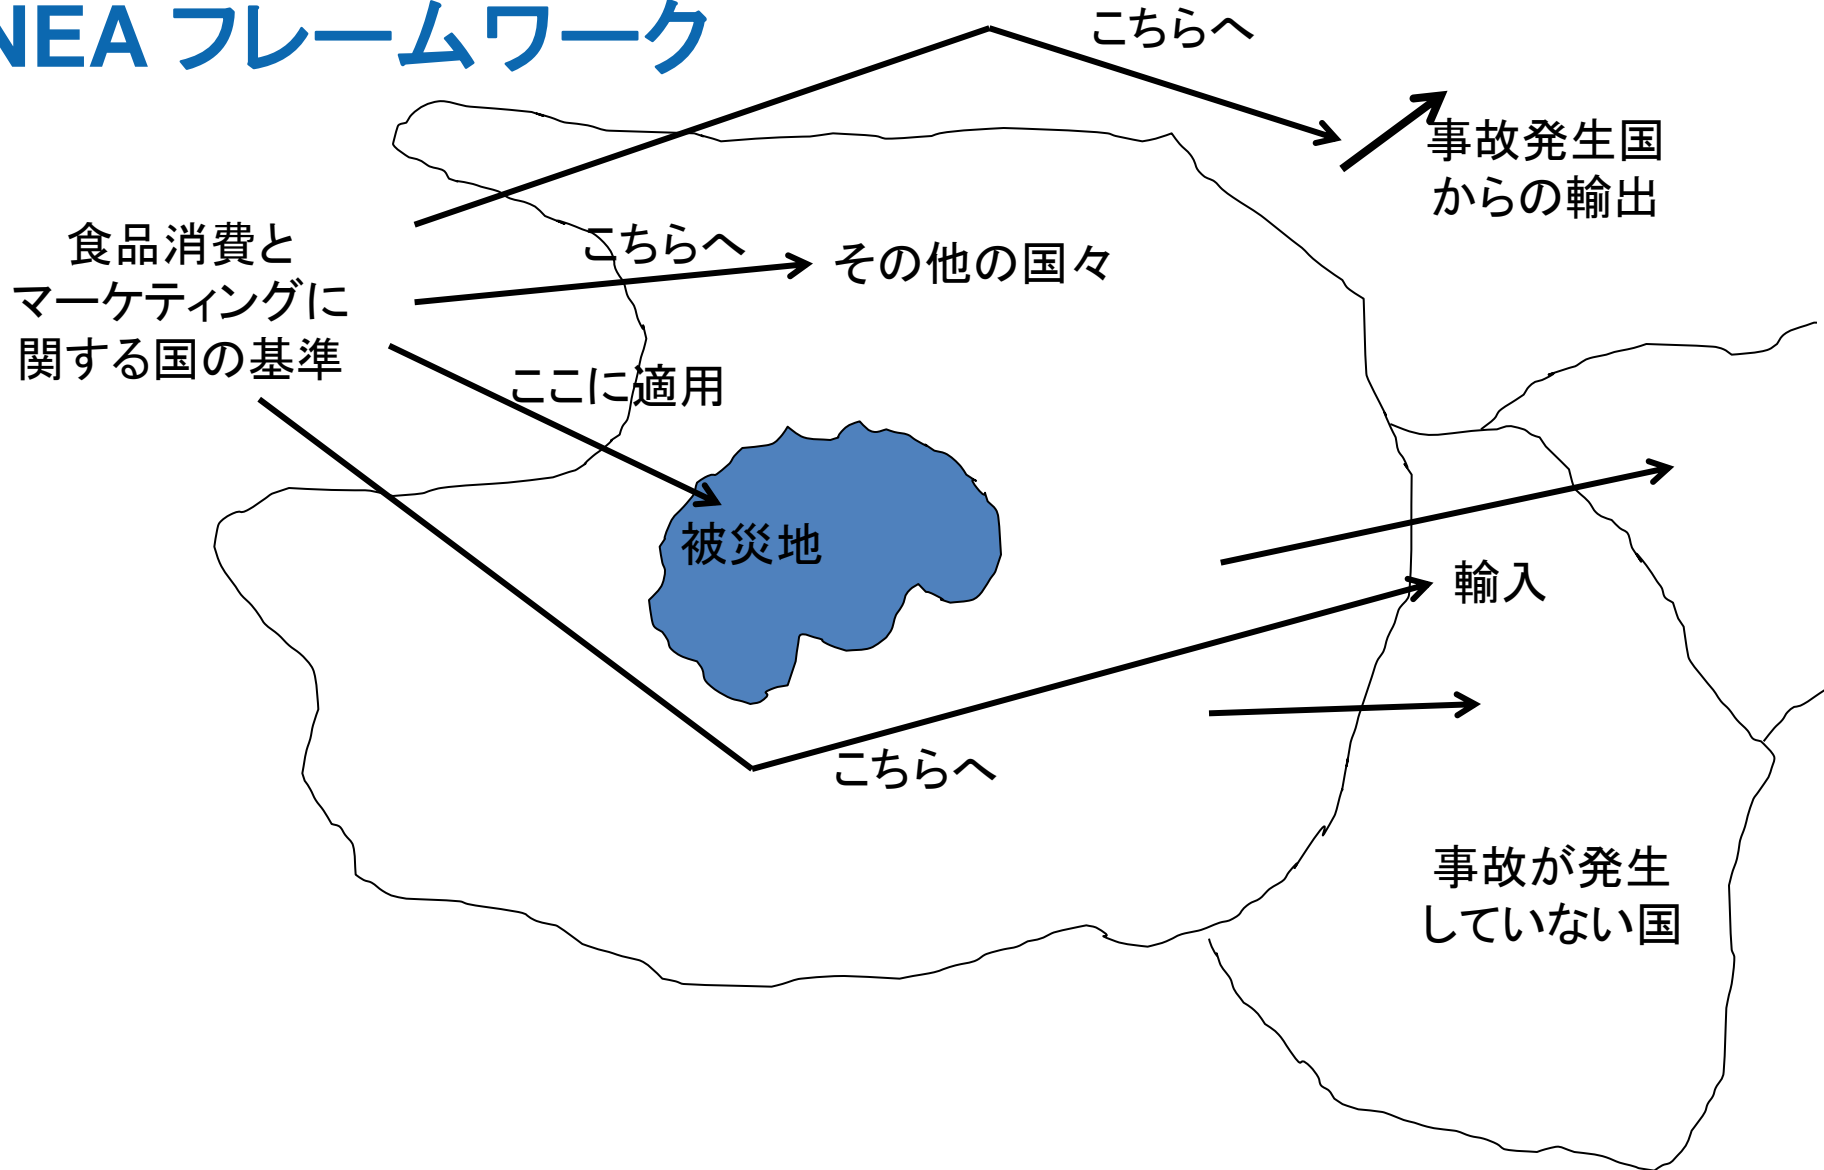 NEA フレームワーク
こちらへ
事故発生国
からの輸出
食品消費と
マーケティングに
関する国の基準
こちらへ
その他の国々
ここに適用
被災地
輸入
こちらへ
事故が発生
していない国